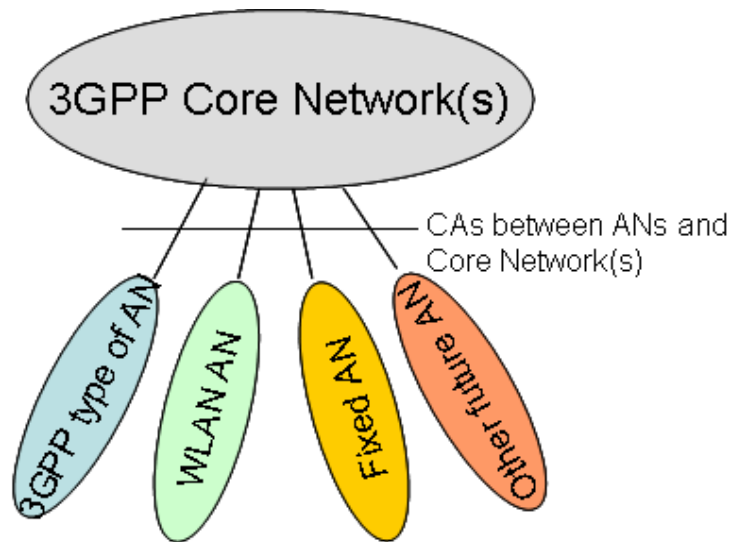 3GPP Core Network(s)
CAs between ANs and
Core Network(s)
3GPP type of AN
WLAN AN
Fixed AN
Other future AN